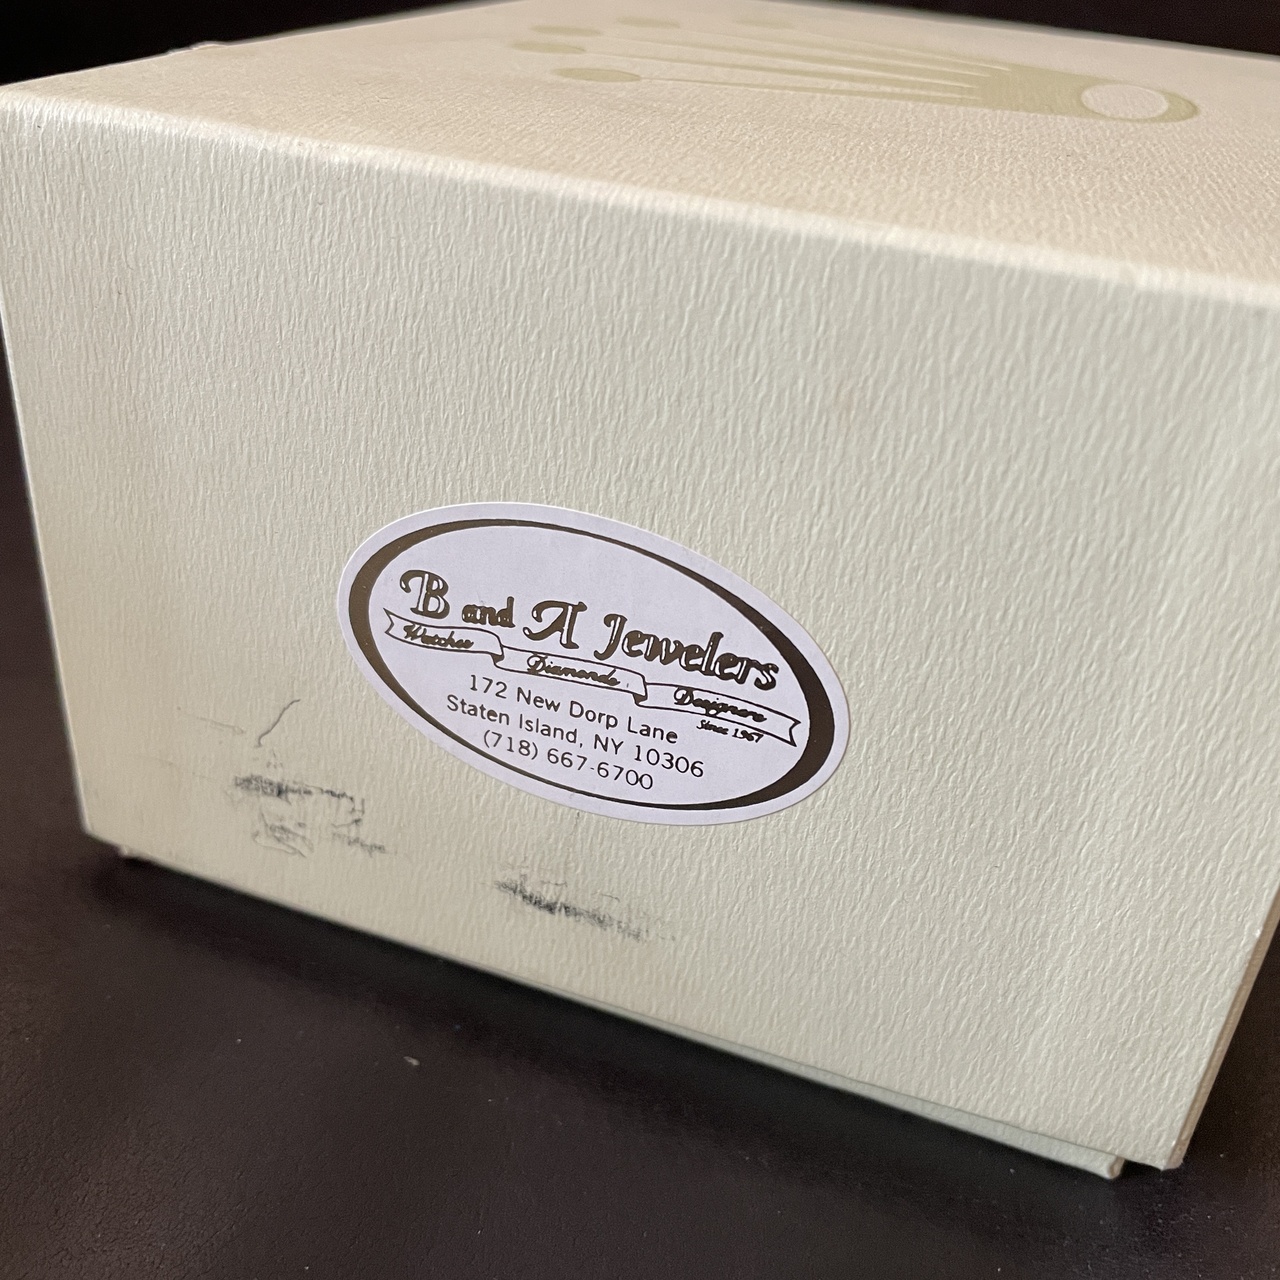 B and A Jewelers
Watches Diamonds Designers
Since 1967
172 New Dorp Lane
Staten Island, NY 10306
(718) 667-6700